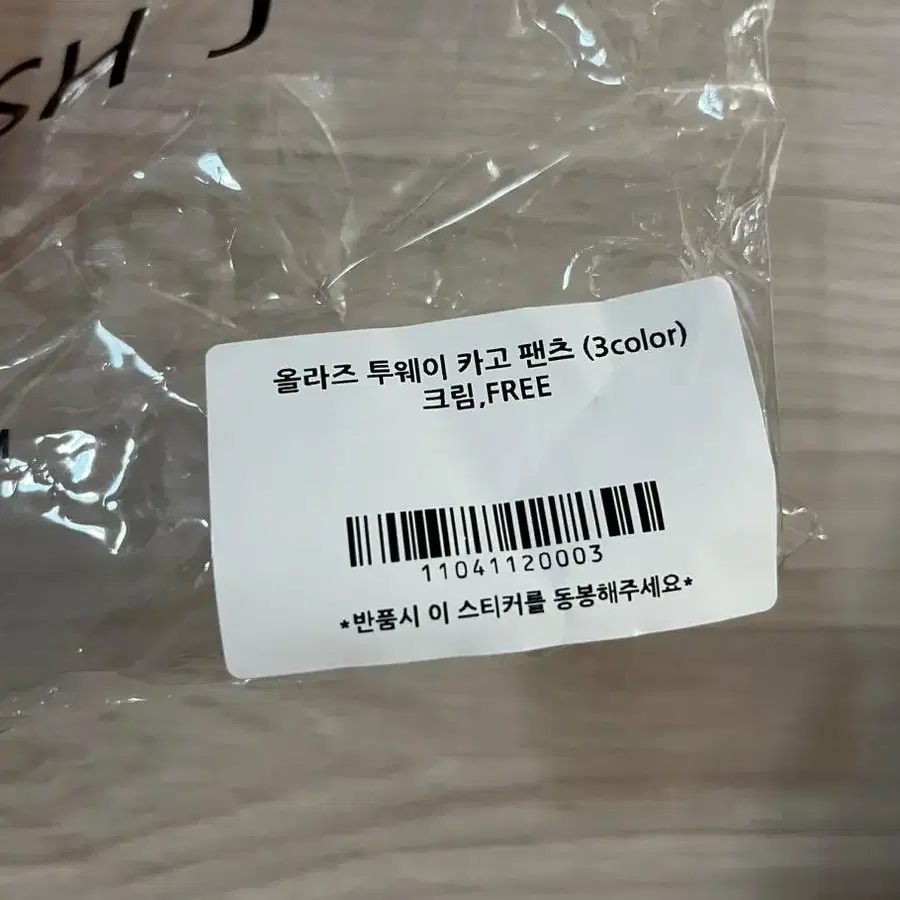 SH J
올라즈 투웨이 카고 팬츠 (3color)
크림,FREE
11041120003
*반품시 이 스티커를 동봉해주세요*